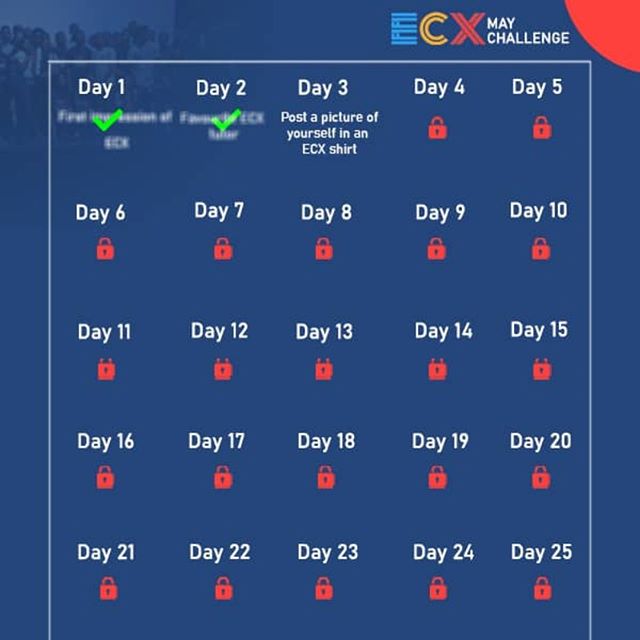 ECX MAY
CHALLENGE
Day 1
First impression of
ECX
Day 2
Favourite ECX
tutor
Day 3
Post a picture of
yourself in an
ECX shirt
Day 4
Day 5
Day 6
Day 7
Day 8
Day 9
Day 10
Day 11
Day 12
Day 13
Day 14
Day 15
Day 16
Day 17
Day 18
Day 19
Day 20
Day 21
Day 22
Day 23
Day 24
Day 25